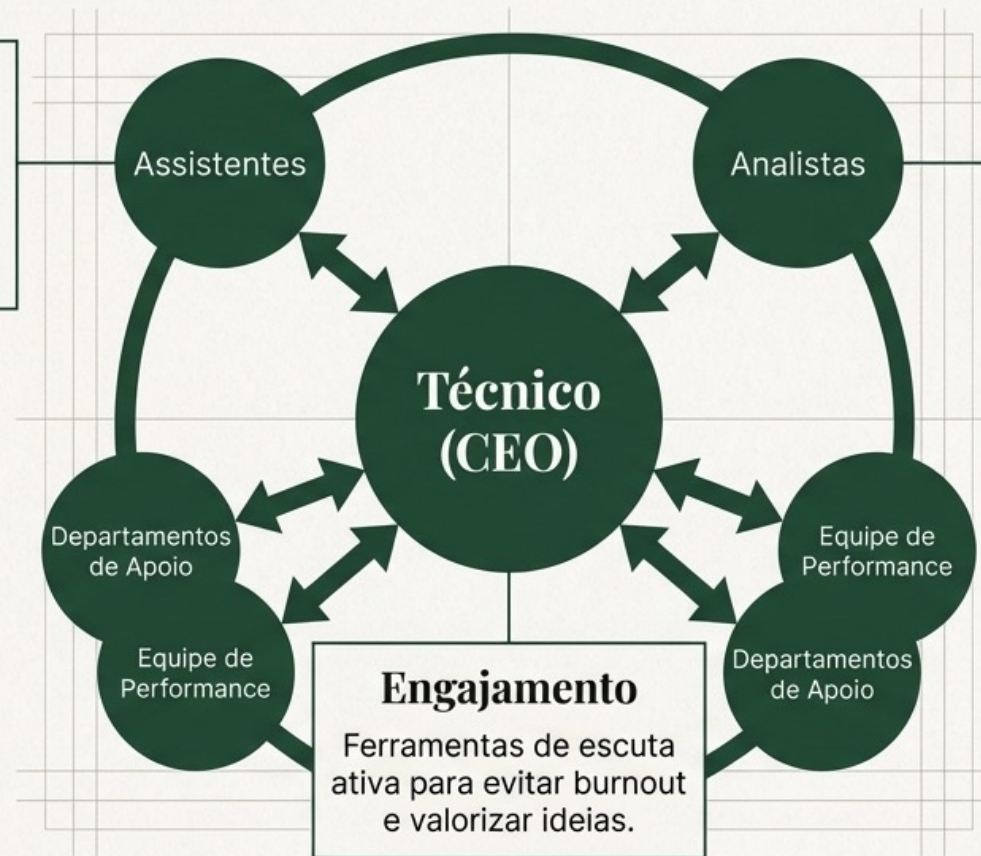 Assistentes
Analistas
Técnico
(CEO)
Departamentos
de Apoio
Equipe de
Performance
Equipe de
Performance
Departamentos
de Apoio
Engajamento
Ferramentas de escuta
ativa para evitar burnout
e valorizar ideias.